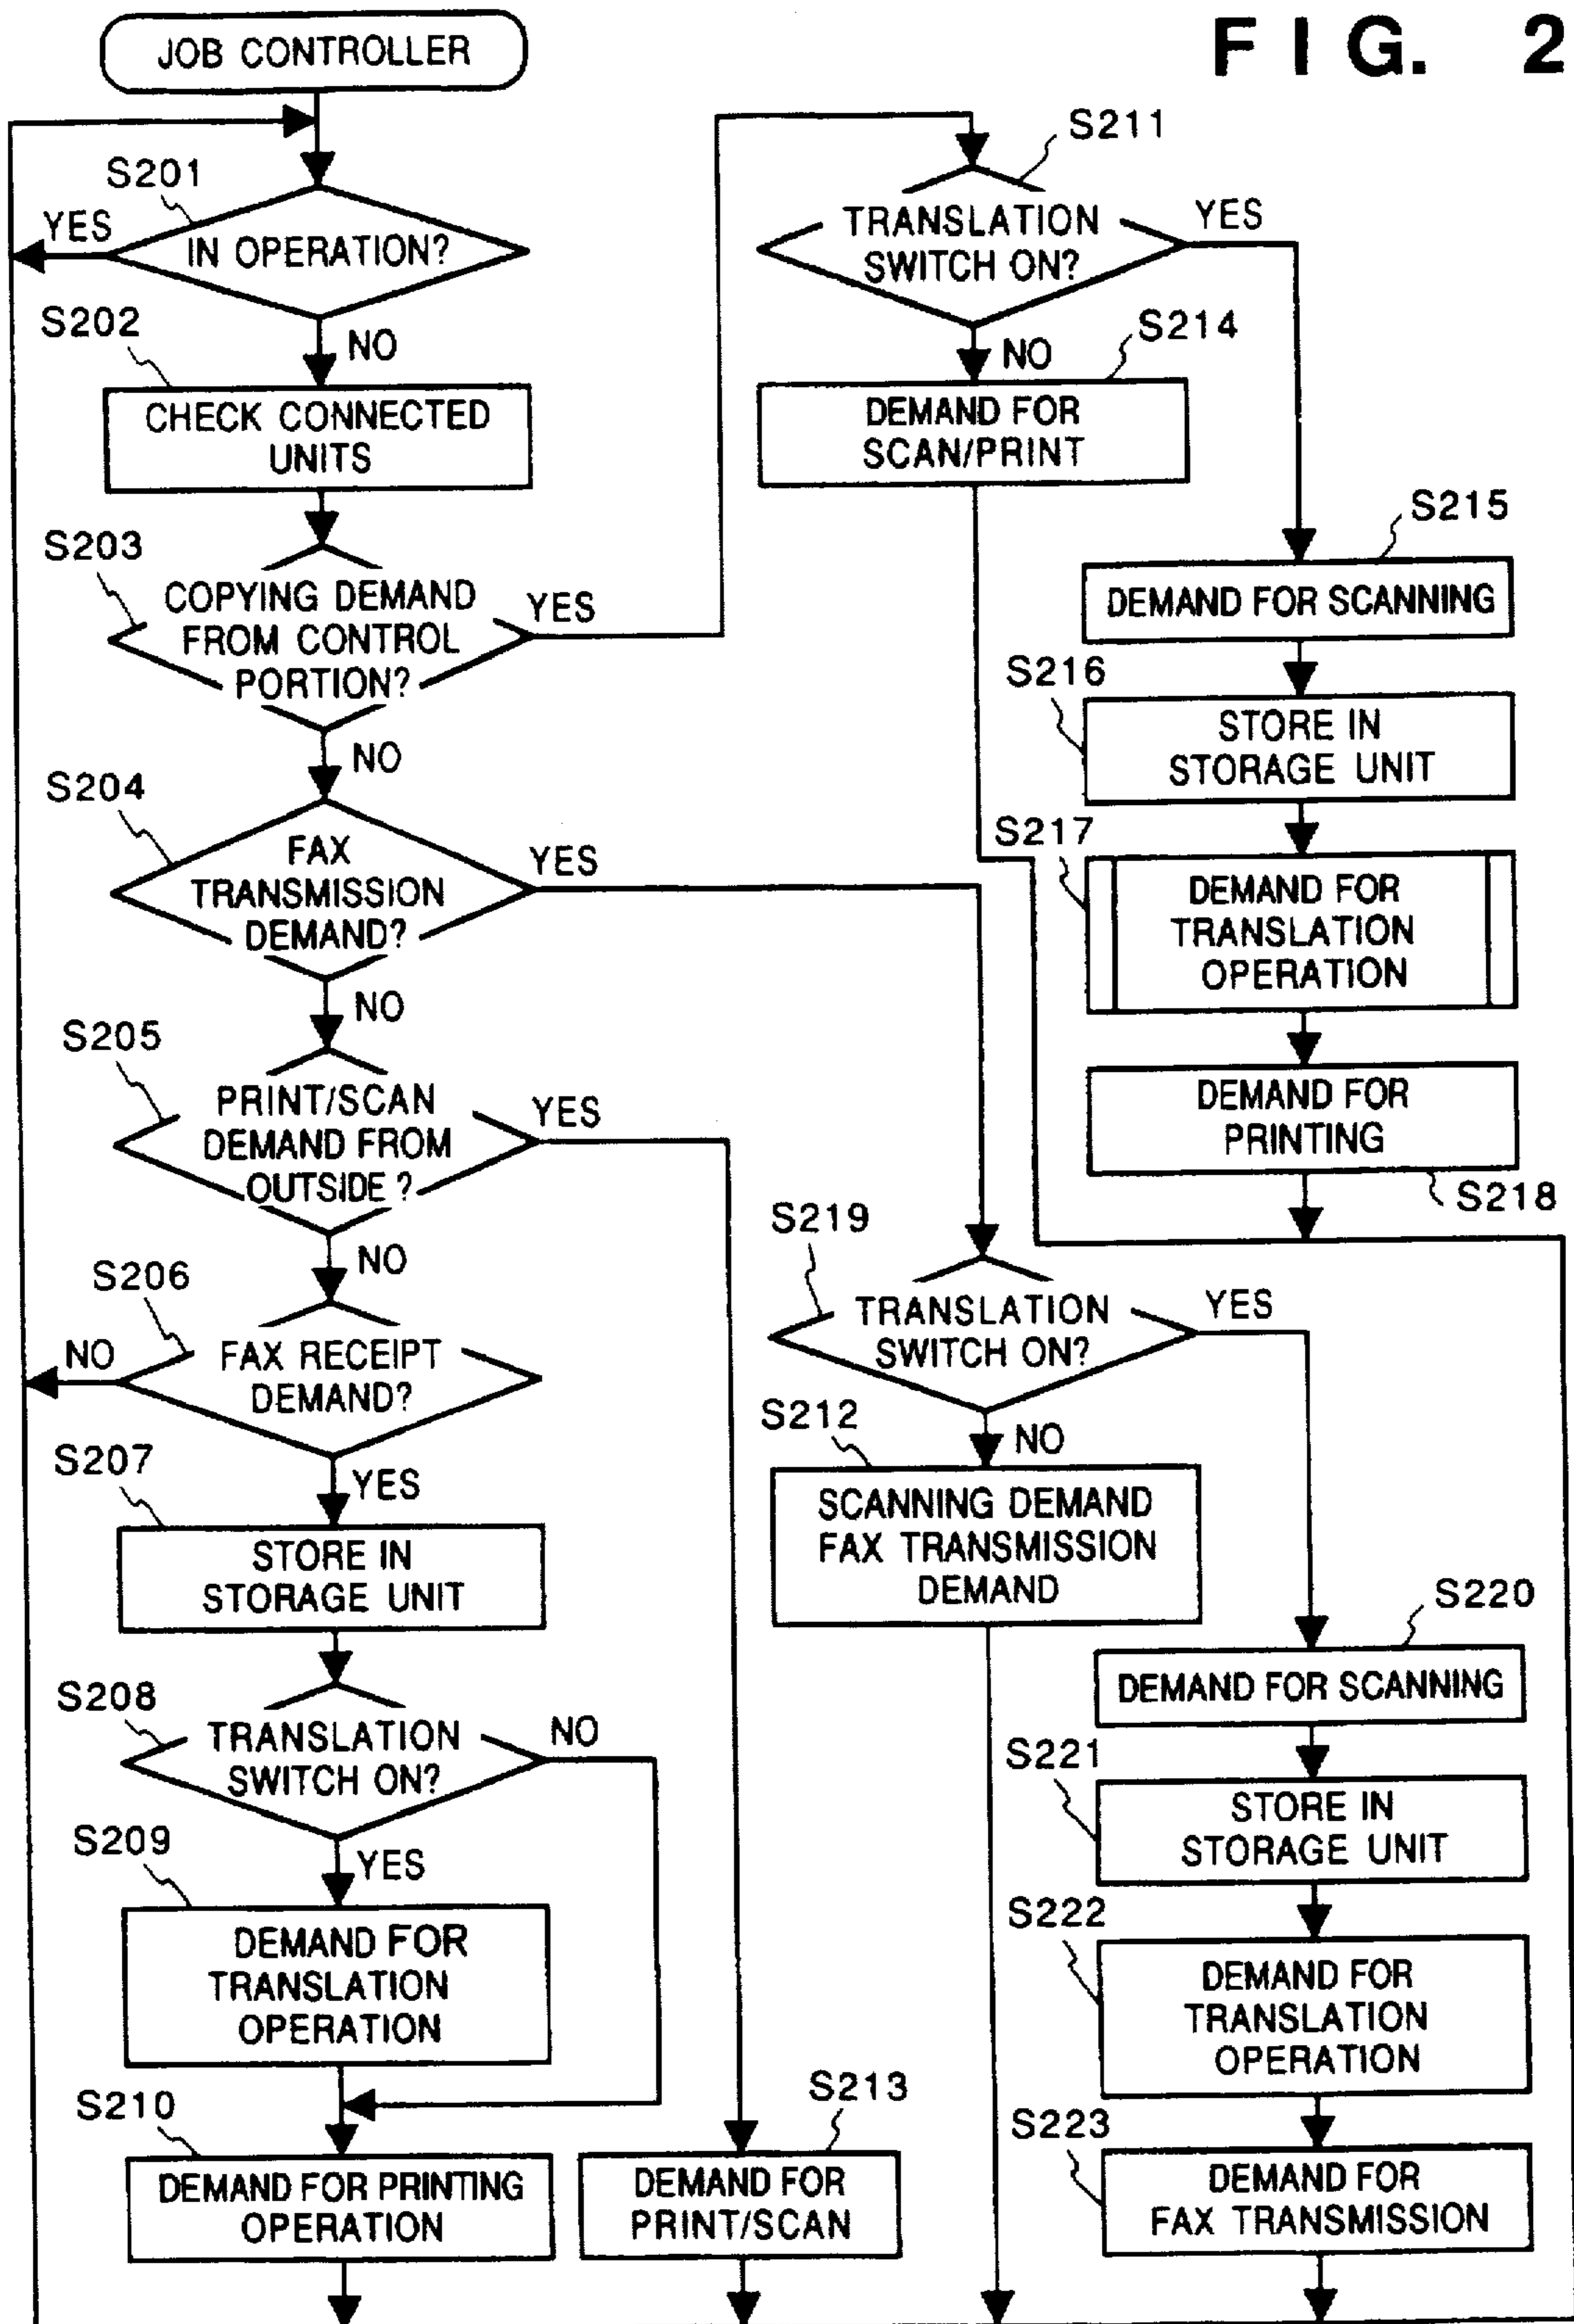 FIG. 2
JOB CONTROLLER
S201
YES
IN OPERATION?
NO
S202
CHECK CONNECTED
UNITS
S203
COPYING DEMAND
FROM CONTROL
PORTION?
YES
NO
S204
FAX
TRANSMISSION
DEMAND?
YES
NO
S205
PRINT/SCAN
DEMAND FROM
OUTSIDE ?
YES
NO
S206
NO
FAX RECEIPT
DEMAND?
S207
YES
STORE IN
STORAGE UNIT
S208
TRANSLATION
SWITCH ON?
NO
S209
YES
DEMAND FOR
TRANSLATION
OPERATION
S210
DEMAND FOR PRINTING
OPERATION
S213
DEMAND FOR
PRINT/SCAN
S211
TRANSLATION
SWITCH ON?
YES
NO
S214
DEMAND FOR
SCAN/PRINT
S215
DEMAND FOR SCANNING
S216
STORE IN
STORAGE UNIT
S217
DEMAND FOR
TRANSLATION
OPERATION
DEMAND FOR
PRINTING
S218
S219
TRANSLATION
SWITCH ON?
YES
S212
NO
SCANNING DEMAND
FAX TRANSMISSION
DEMAND
S220
DEMAND FOR SCANNING
S221
STORE IN
STORAGE UNIT
S222
DEMAND FOR
TRANSLATION
OPERATION
S223
DEMAND FOR
FAX TRANSMISSION